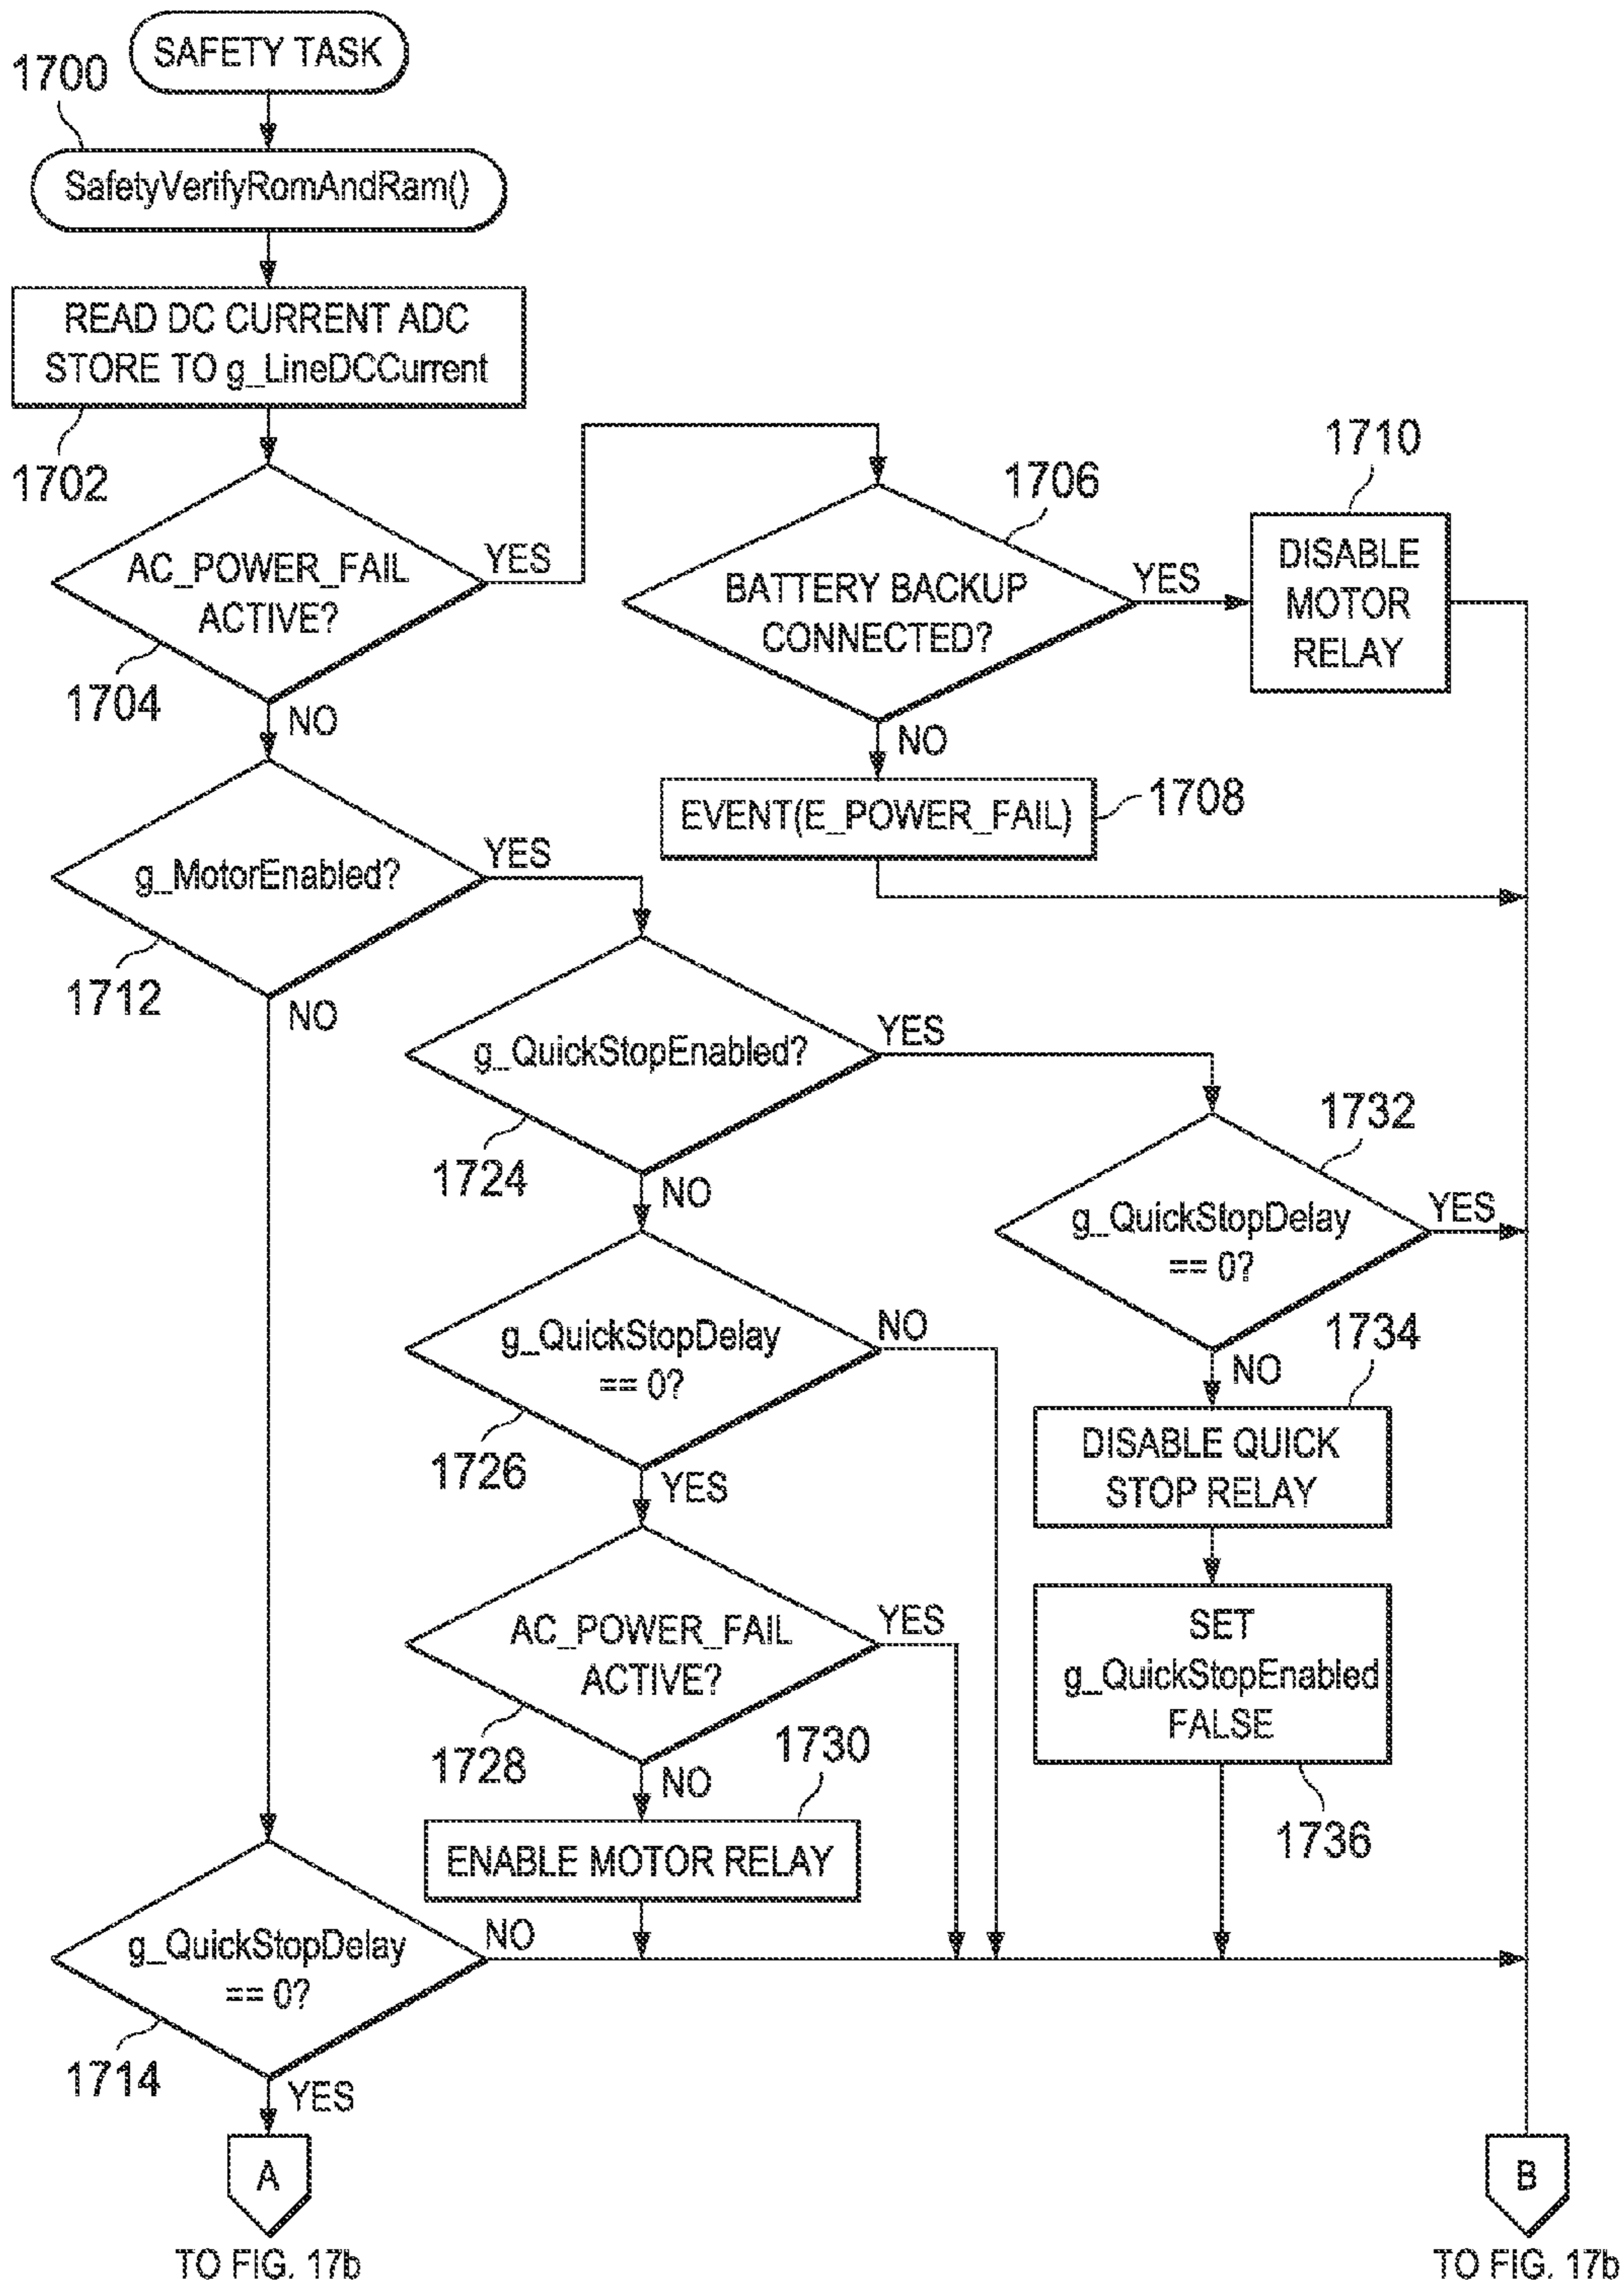 SAFETY TASK
1700
SafetyVerifyRomAndRam()
READ DC CURRENT ADC
STORE TO g_LineDCCurrent
1702
AC_POWER_FAIL
ACTIVE?
YES
1704
NO
1706
BATTERY BACKUP
CONNECTED?
YES
NO
1710
DISABLE
MOTOR
RELAY
EVENT(E_POWER_FAIL)
1708
g_MotorEnabled?
YES
1712
NO
g_QuickStopEnabled?
YES
1724
NO
1732
g_QuickStopDelay
== 0?
YES
NO
g_QuickStopDelay
== 0?
NO
1726
YES
1734
DISABLE QUICK
STOP RELAY
AC_POWER_FAIL
ACTIVE?
YES
1728
NO
SET
g_QuickStopEnabled
FALSE
1736
1730
ENABLE MOTOR RELAY
g_QuickStopDelay
== 0?
NO
1714
YES
A
TO FIG. 17b
B
TO FIG. 17b